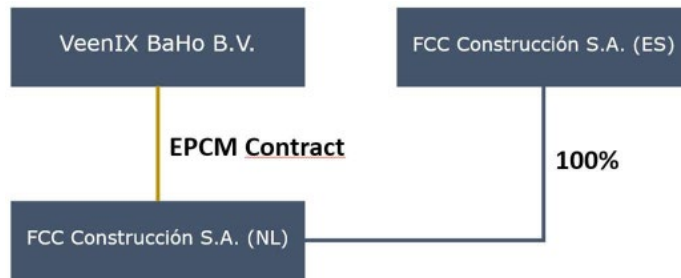 VeenIX BaHo B.V.
FCC Construcción S.A. (ES)
EPCM Contract
100%
FCC Construcción S.A. (NL)